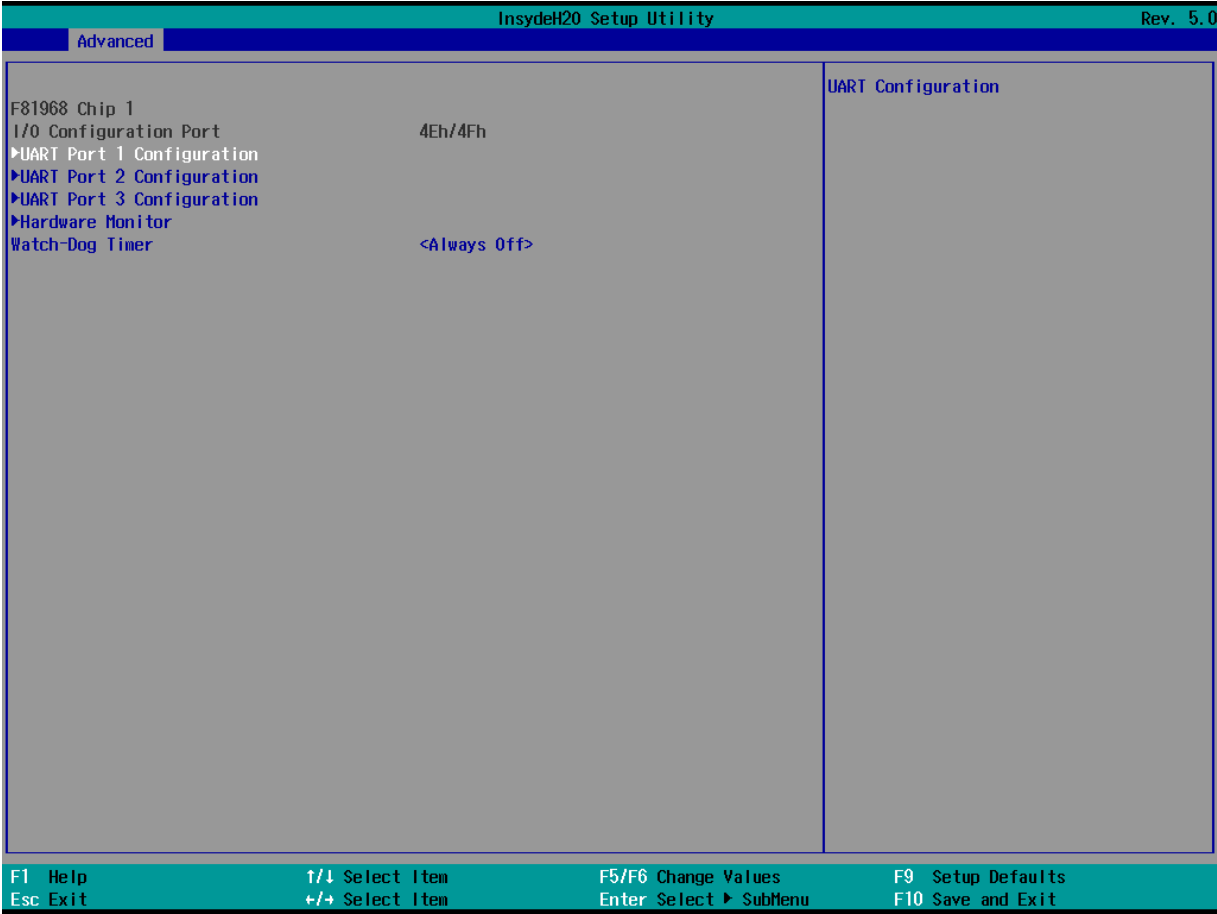 InsydeH20 Setup Utility Rev. 5.0
Advanced
UART Configuration
F81968 Chip 1
I/O Configuration Port 4Eh/4Fh
▶UART Port 1 Configuration
▶UART Port 2 Configuration
▶UART Port 3 Configuration
▶Hardware Monitor
Watch-Dog Timer <Always Off>
F1 Help ↑/↓ Select Item F5/F6 Change Values F9 Setup Defaults
Esc Exit ←/→ Select Item Enter Select ▶ SubMenu F10 Save and Exit